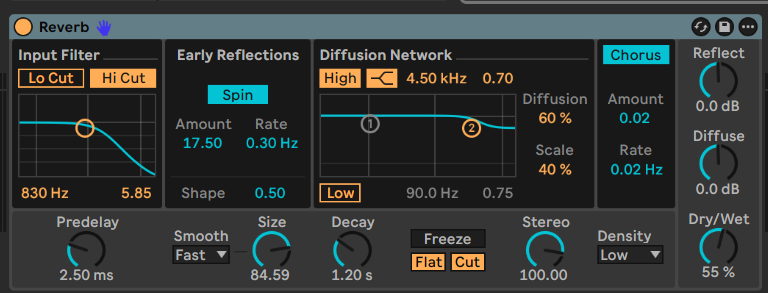 Reverb
Input Filter
Lo Cut Hi Cut
830 Hz 5.85
Early Reflections
Spin
Amount Rate
17.50 0.30 Hz
Shape 0.50
Diffusion Network
High 4.50 kHz 0.70
1
2
Diffusion
60 %
Scale
40 %
Low 90.0 Hz 0.75
Chorus
Amount
0.02
Rate
0.02 Hz
Reflect
0.0 dB
Diffuse
0.0 dB
Dry/Wet
55 %
Predelay
2.50 ms
Smooth
Fast
Size
84.59
Decay
1.20 s
Freeze
Flat Cut
Stereo
100.00
Density
Low